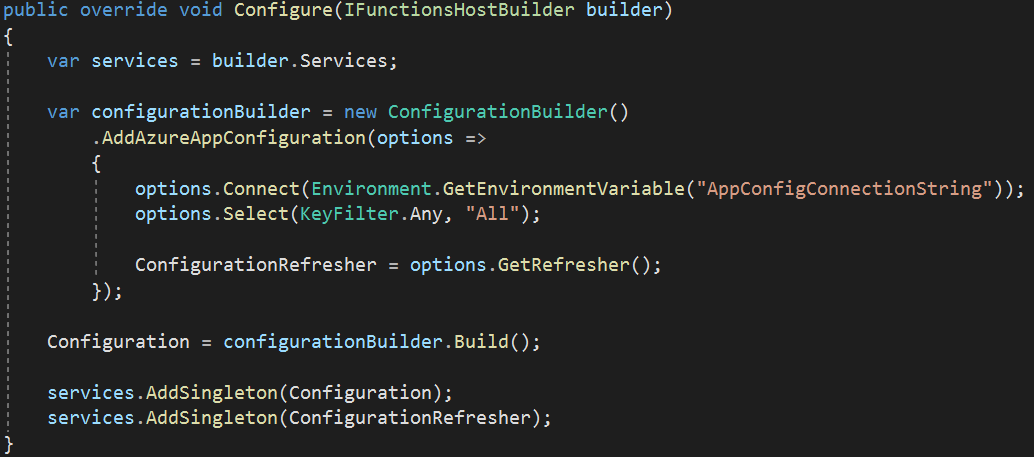 public override void Configure(IFunctionsHostBuilder builder)
{
    var services = builder.Services;

    var configurationBuilder = new ConfigurationBuilder()
        .AddAzureAppConfiguration(options =>
        {
            options.Connect(Environment.GetEnvironmentVariable("AppConfigConnectionString"));
            options.Select(KeyFilter.Any, "All");

            ConfigurationRefresher = options.GetRefresher();
        });

    Configuration = configurationBuilder.Build();

    services.AddSingleton(Configuration);
    services.AddSingleton(ConfigurationRefresher);
}